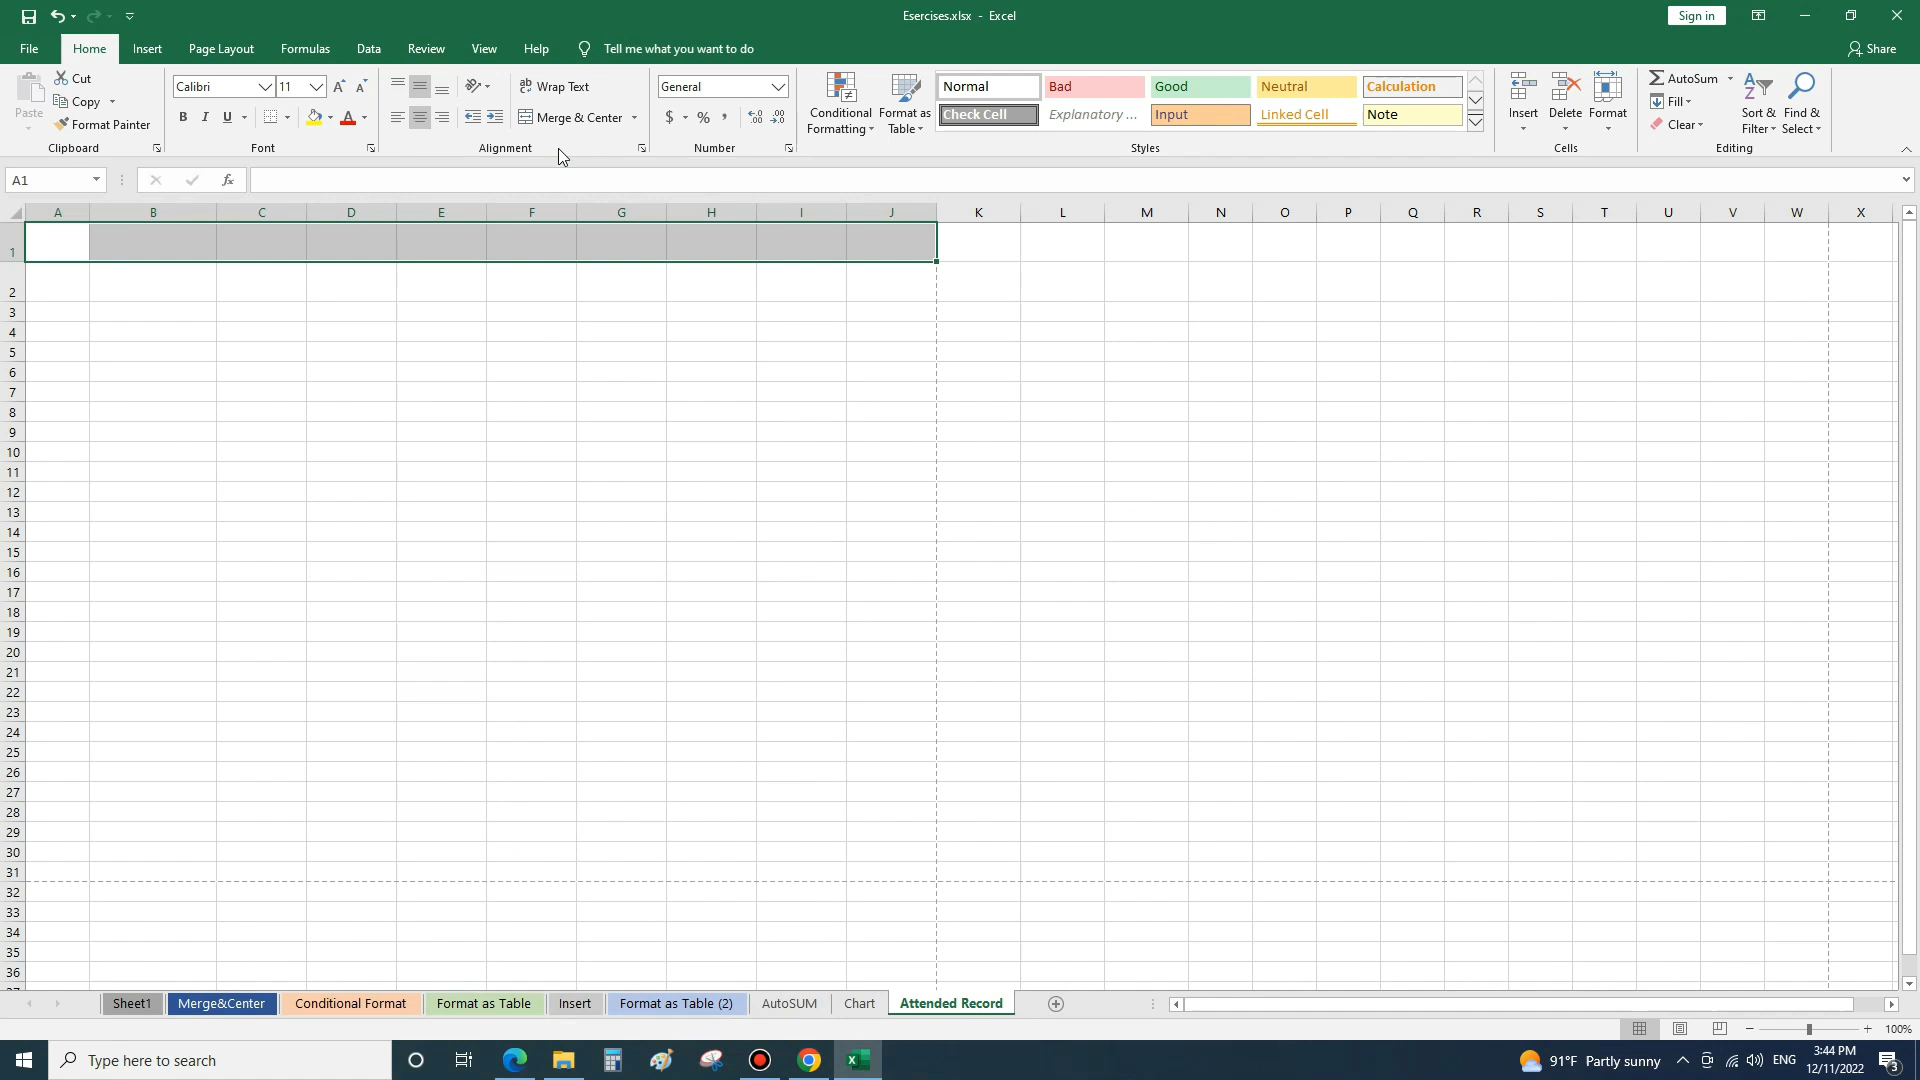 Esercises.xlsx - Excel
Sign in
File Home Insert Page Layout Formulas Data Review View Help Tell me what you want to do Share
Paste Cut Copy Format Painter Clipboard
Calibri 11 B I U A Font
Wrap Text Merge & Center Alignment
General $ % , Number
Conditional Formatting
Format as Table
Normal Bad Good Neutral Calculation
Check Cell Explanatory ... Input Linked Cell Note
Styles
Insert Delete Format Cells
AutoSum Fill Clear
Sort & Filter Find & Select
Editing
A1 fx
A B C D E F G H I J K L M N O P Q R S T U V W X
1
2
3
4
5
6
7
8
9
10
11
12
13
14
15
16
17
18
19
20
21
22
23
24
25
26
27
28
29
30
31
32
33
34
35
36
Sheet1 Merge&Center Conditional Format Format as Table Insert Format as Table (2) AutoSUM Chart Attended Record
100%
Type here to search
91°F Partly sunny ENG 3:44 PM
12/11/2022
3